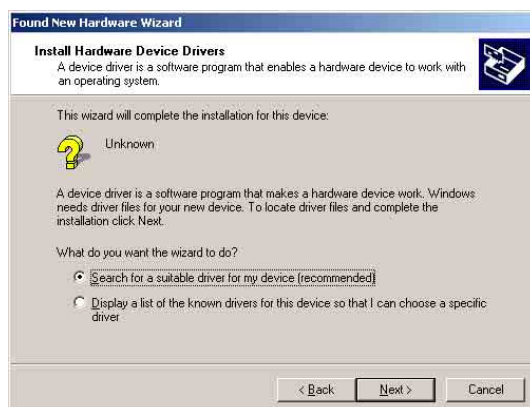 Found New Hardware Wizard
Install Hardware Device Drivers
A device driver is a software program that enables a hardware device to work with
an operating system.
This wizard will complete the installation for this device:
Unknown
A device driver is a software program that makes a hardware device work. Windows
needs driver files for your new device. To locate driver files and complete the
installation click Next.
What do you want the wizard to do?
Search for a suitable driver for my device (recommended)
Display a list of the known drivers for this device so that I can choose a specific
driver
< Back Next > Cancel